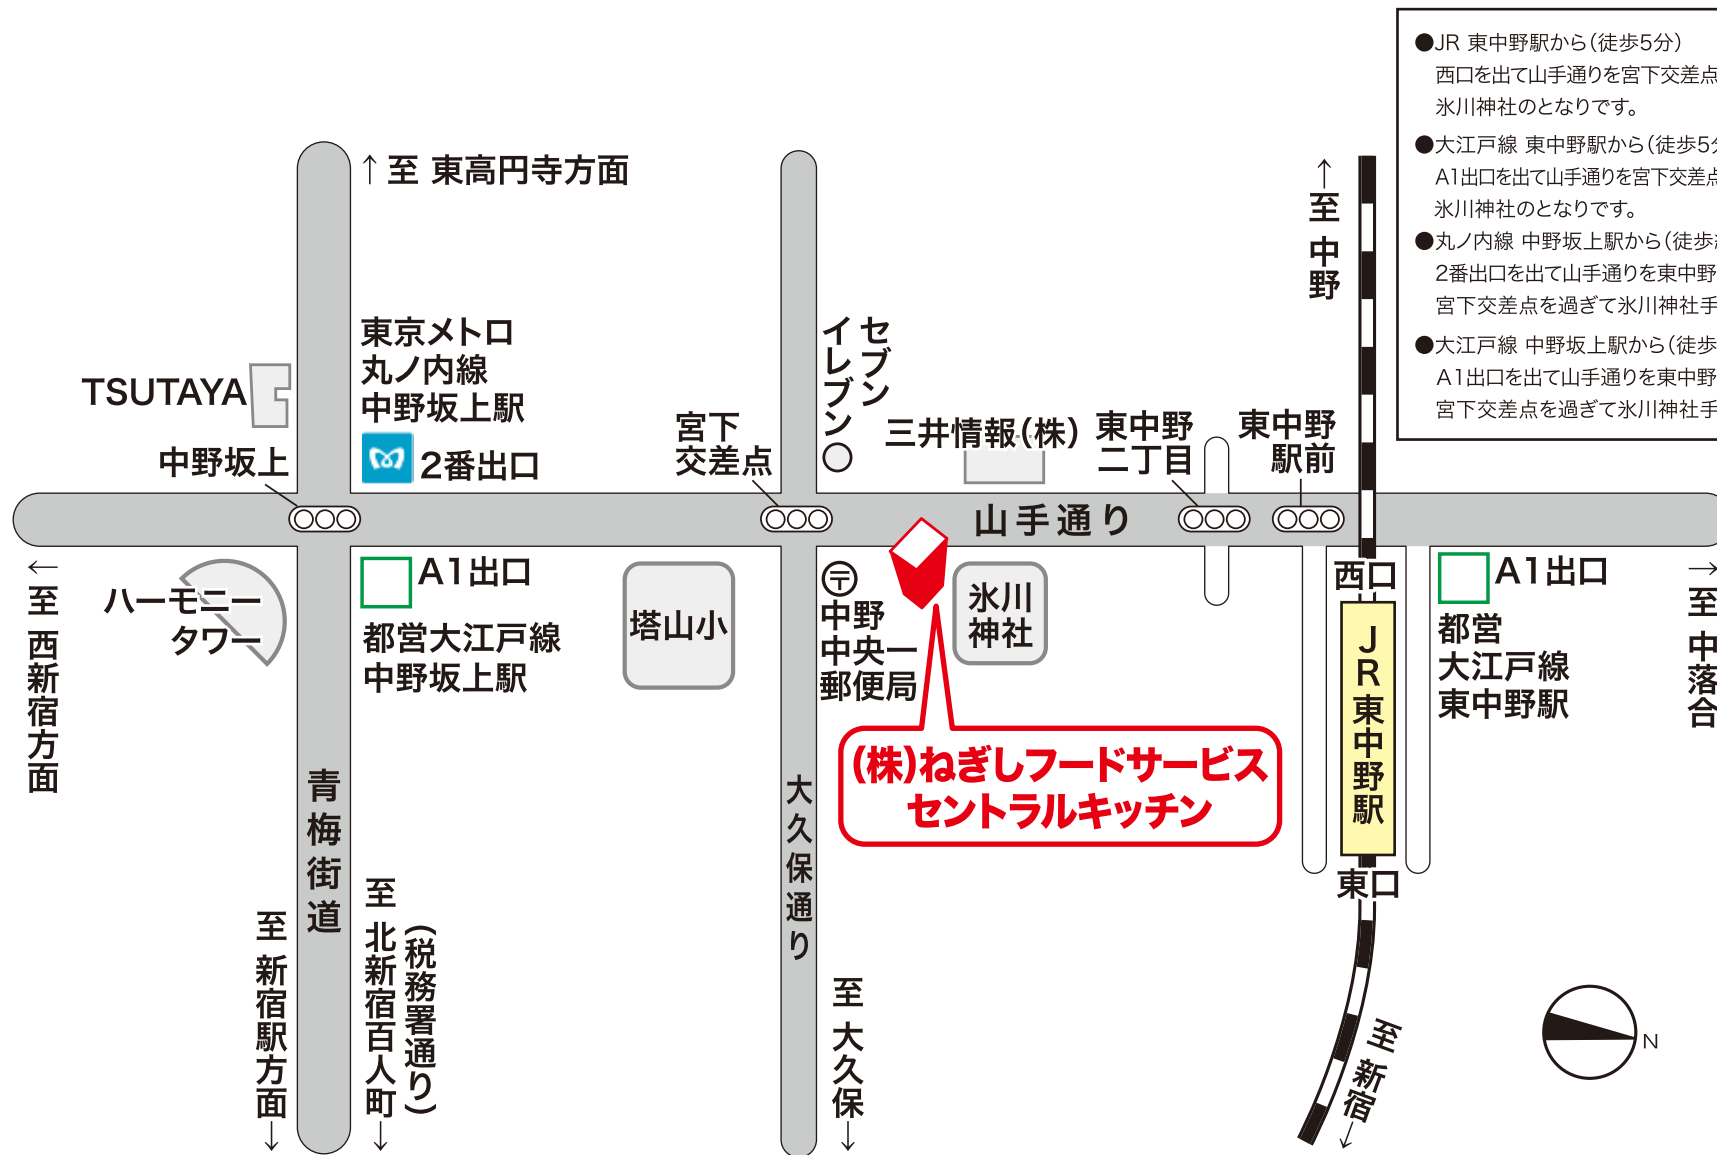 ●JR 東中野駅から(徒歩5分)
西口を出て山手通りを宮下交差点
氷川神社のとなりです。
●大江戸線 東中野駅から(徒歩5分
A1出口を出て山手通りを宮下交差点
氷川神社のとなりです。
●丸ノ内線 中野坂上駅から(徒歩
2番出口を出て山手通りを東中野
宮下交差点を過ぎて氷川神社手
●大江戸線 中野坂上駅から(徒歩
A1出口を出て山手通りを東中野
宮下交差点を過ぎて氷川神社手
↑至 東高円寺方面
↑至 中野
TSUTAYA
東京メトロ
丸ノ内線
中野坂上駅
2番出口
中野坂上
宮下
交差点
セブン
イレブン
三井情報(株)
東中野
二丁目
東中野
駅前
山手通り
←至 西新宿方面
ハーモニー
タワー
A1出口
都営大江戸線
中野坂上駅
塔山小
〒
中野
中央一
郵便局
氷川
神社
西口
JR東中野駅
東口
A1出口
都営
大江戸線
東中野駅
→至 中落合
(株)ねぎしフードサービス
セントラルキッチン
青梅街道
大久保通り
至 新宿駅方面→
至 北新宿百人町→
(税務署通り)
至 大久保→
至 新宿←
N